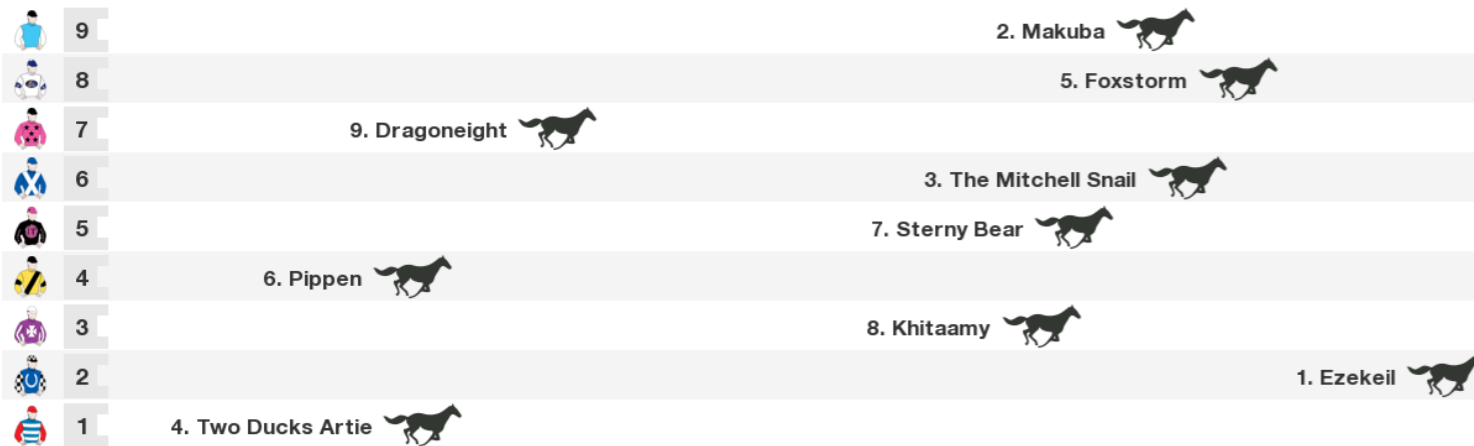 9 2. Makuba
8 5. Foxstorm
7 9. Dragoneight
6 3. The Mitchell Snail
5 7. Sterny Bear
4 6. Pippen
3 8. Khitaamy
2 1. Ezekeil
1 4. Two Ducks Artie